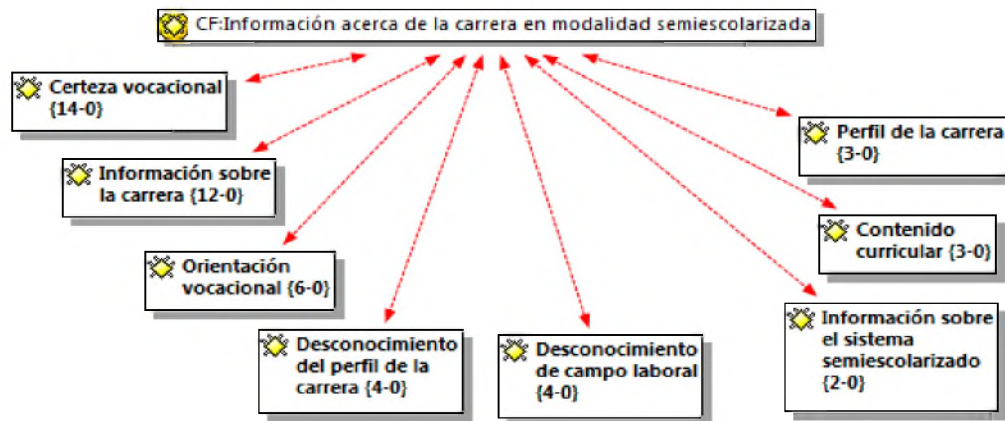 CF:Información acerca de la carrera en modalidad semiescolarizada
Certeza vocacional
{14-0}
Información sobre
la carrera {12-0}
Orientación
vocacional {6-0}
Desconocimiento
del perfil de la
carrera {4-0}
Desconocimiento
de campo laboral
{4-0}
Información sobre
el sistema
semiescolarizado
{2-0}
Contenido
curricular {3-0}
Perfil de la carrera
{3-0}